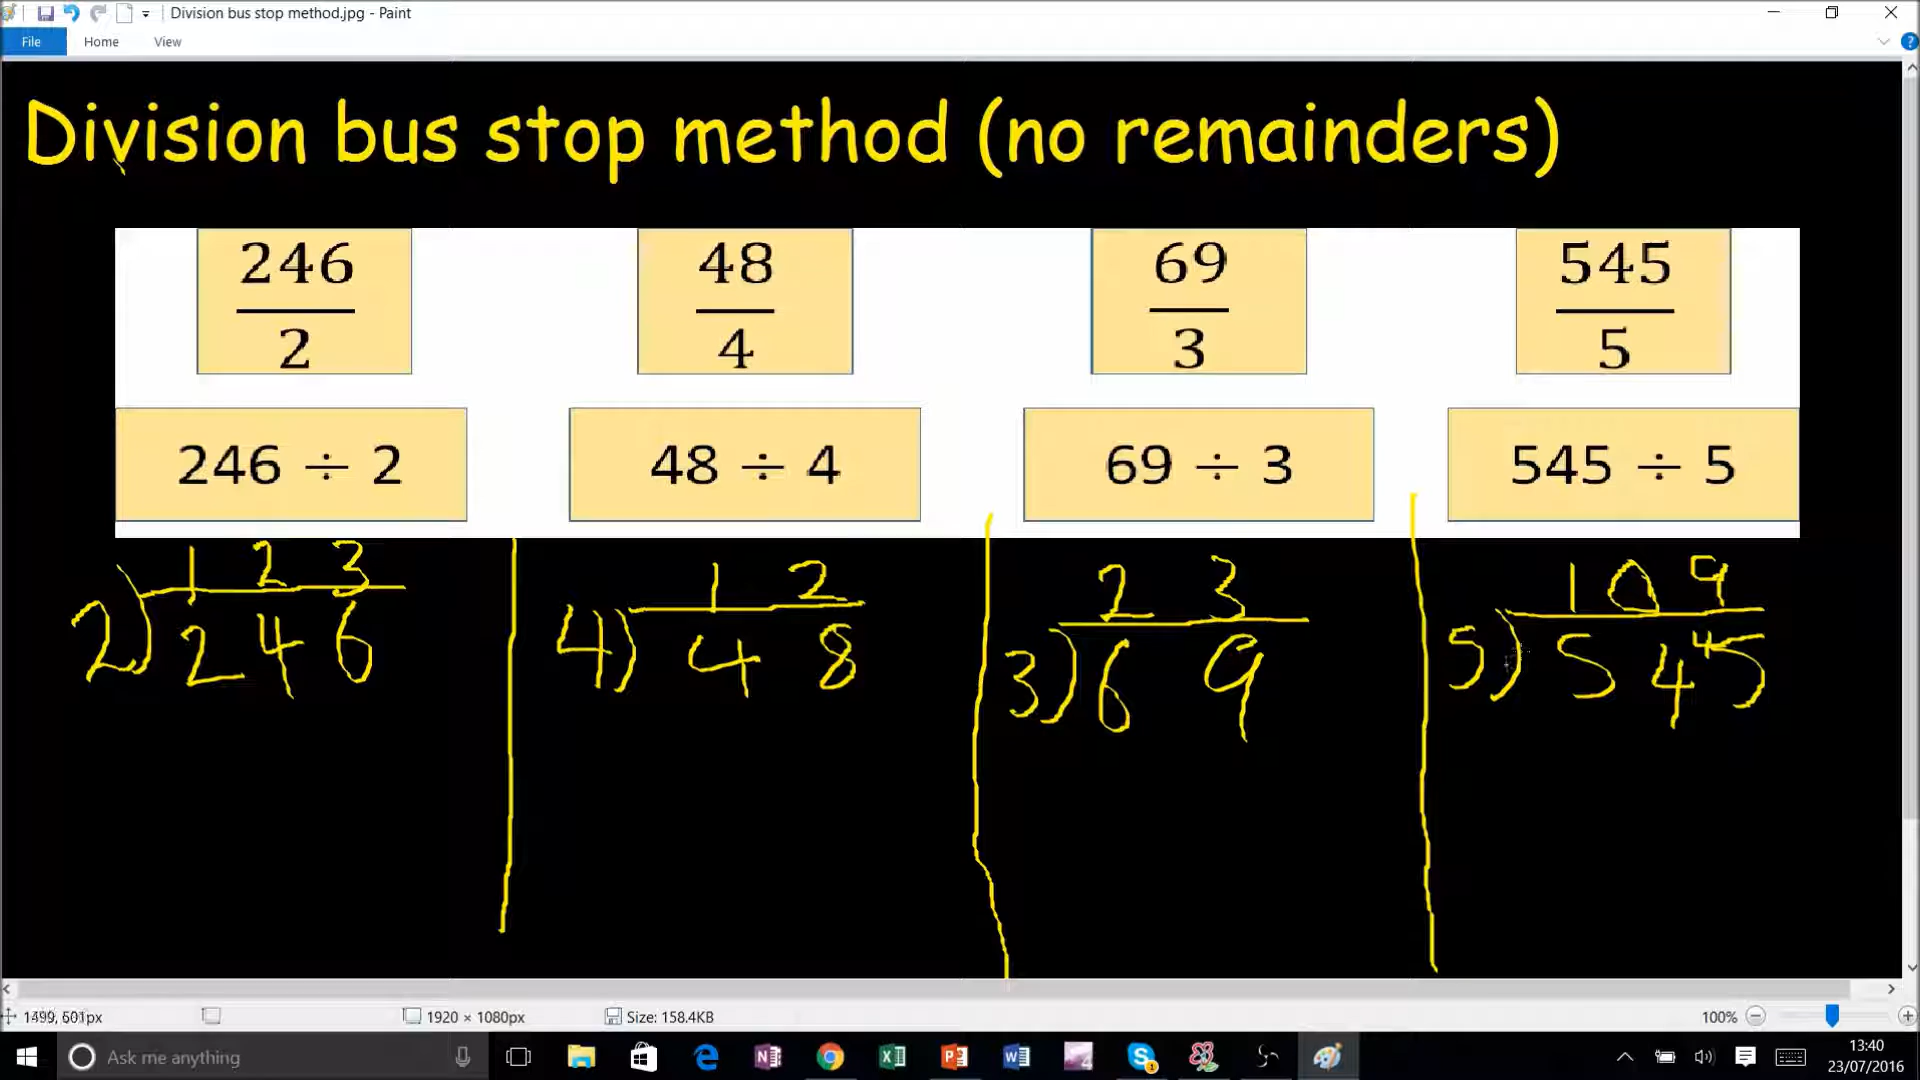 Division bus stop method.jpg - Paint
File Home View
Division bus stop method (no remainders)
246 48 69 545
2 4 3 5
246 ÷ 2 48 ÷ 4 69 ÷ 3 545 ÷ 5
1 2 3 1 2 2 3 1 0 9
2) 2 4 6 4) 4 8 3) 6 9 5) 5 4 45
1499, 601px 1920 × 1080px Size: 158.4KB 100%
Ask me anything
13:40
23/07/2016